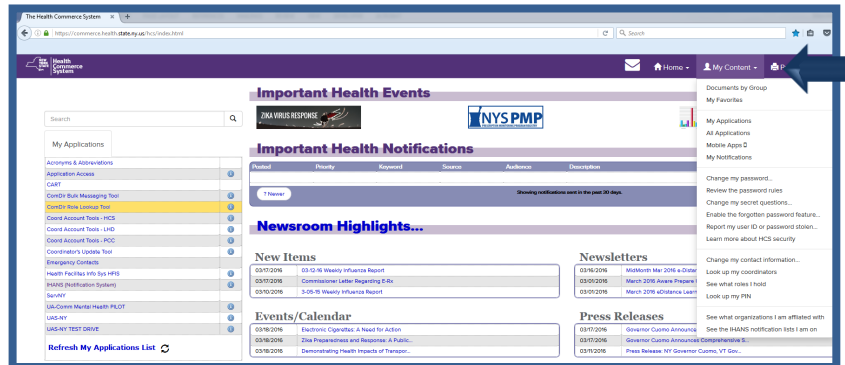 The Health Commerce System
https://commerce.health.state.ny.us/hcs/index.html
Search
Health Commerce System
Home
My Content
P
Documents by Group
My Favorites
My Applications
All Applications
Mobile Apps
My Notifications
Change my password...
Review the password rules
Change my secret questions...
Enable the forgotten password feature...
Report my user ID or password stolen...
Learn more about HCS security
Change my contact information...
Look up my coordinators
See what roles I hold
Look up my PIN
See what organizations I am affliated with
See the IHANS notification lists I am on
Search
My Applications
Acronyms & Abbreviations
Application Access
CART
ComDir Bulk Messaging Tool
ComDir Role Lookup Tool
Coord Account Tools - HCS
Coord Account Tools - LHD
Coord Account Tools - PCC
Coordinator's Update Tool
Emergency Contacts
Health Facilites Info Sys HFIS
IHANS (Notification System)
ServNY
UA-Comm Mental Health PILOT
UAS-NY
UAS-NY TEST DRIVE
Refresh My Applications List
Important Health Events
ZIKA VIRUS RESPONSE
NYS PMP
Important Health Notifications
Posted Priority Keyword Source Audience Description
? Newer
Showing notifications sent in the past 30 days.
Newsroom Highlights...
New Items
03/17/2016 03-12-16 Weekly Influenza Report
03/17/2016 Commissioner Letter Regarding E-Rx
03/10/2016 3-05-15 Weekly Influenza Report
Newsletters
03/16/2016 MidMonth Mar 2016 e-Distan
03/01/2016 March 2016 Aware Prepare
03/01/2016 March 2016 eDistance Learn
Events/Calendar
03/18/2016 Electronic Cigarettes: A Need for Action
03/18/2016 Zika Preparedness and Response: A Public...
03/18/2016 Demonstrating Health Impacts of Transpor...
Press Releases
03/17/2016 Governor Cuomo Announce
03/17/2016 Governor Cuomo Announces Comprehensive S...
03/11/2016 Press Release: NY Governor Cuomo, VT Gov...